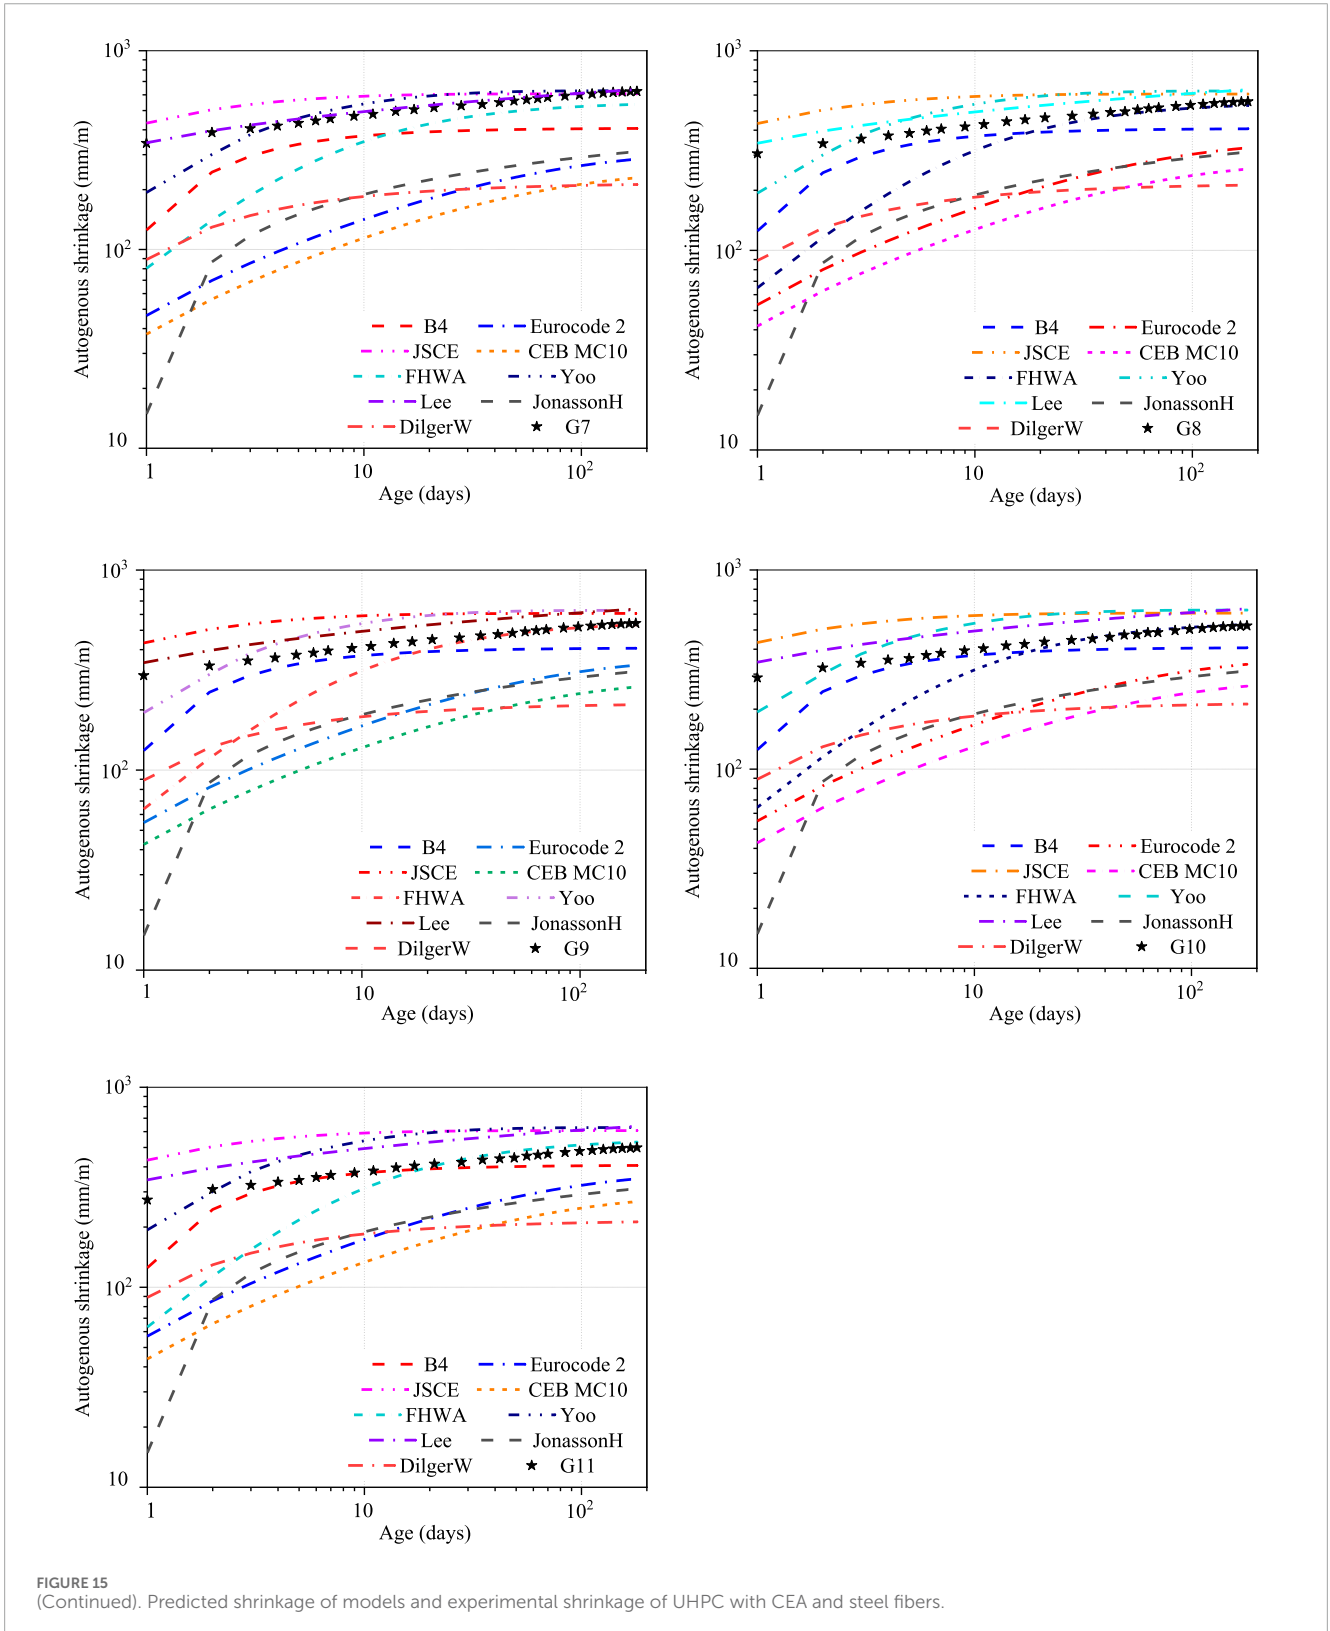 10³
10²
10
Autogenous shrinkage (mm/m)
B4 Eurocode 2
JSCE CEB MC10
FHWA Yoo
Lee JonassonH
DilgerW G7
1 10 10²
Age (days)
10³
10²
10
Autogenous shrinkage (mm/m)
B4 Eurocode 2
JSCE CEB MC10
FHWA Yoo
Lee JonassonH
DilgerW G8
1 10 10²
Age (days)
10³
10²
10
Autogenous shrinkage (mm/m)
B4 Eurocode 2
JSCE CEB MC10
FHWA Yoo
Lee JonassonH
DilgerW G9
1 10 10²
Age (days)
10³
10²
10
Autogenous shrinkage (mm/m)
B4 Eurocode 2
JSCE CEB MC10
FHWA Yoo
Lee JonassonH
DilgerW G10
1 10 10²
Age (days)
10³
10²
10
Autogenous shrinkage (mm/m)
B4 Eurocode 2
JSCE CEB MC10
FHWA Yoo
Lee JonassonH
DilgerW G11
1 10 10²
Age (days)
FIGURE 15
(Continued). Predicted shrinkage of models and experimental shrinkage of UHPC with CEA and steel fibers.